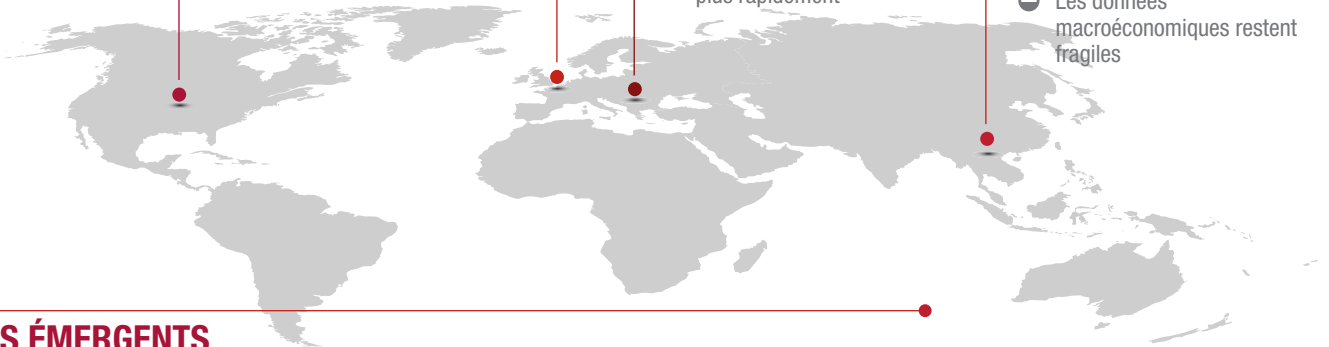 plus rapidement
Les données
macroéconomiques restent
fragiles
S ÉMERGENTS